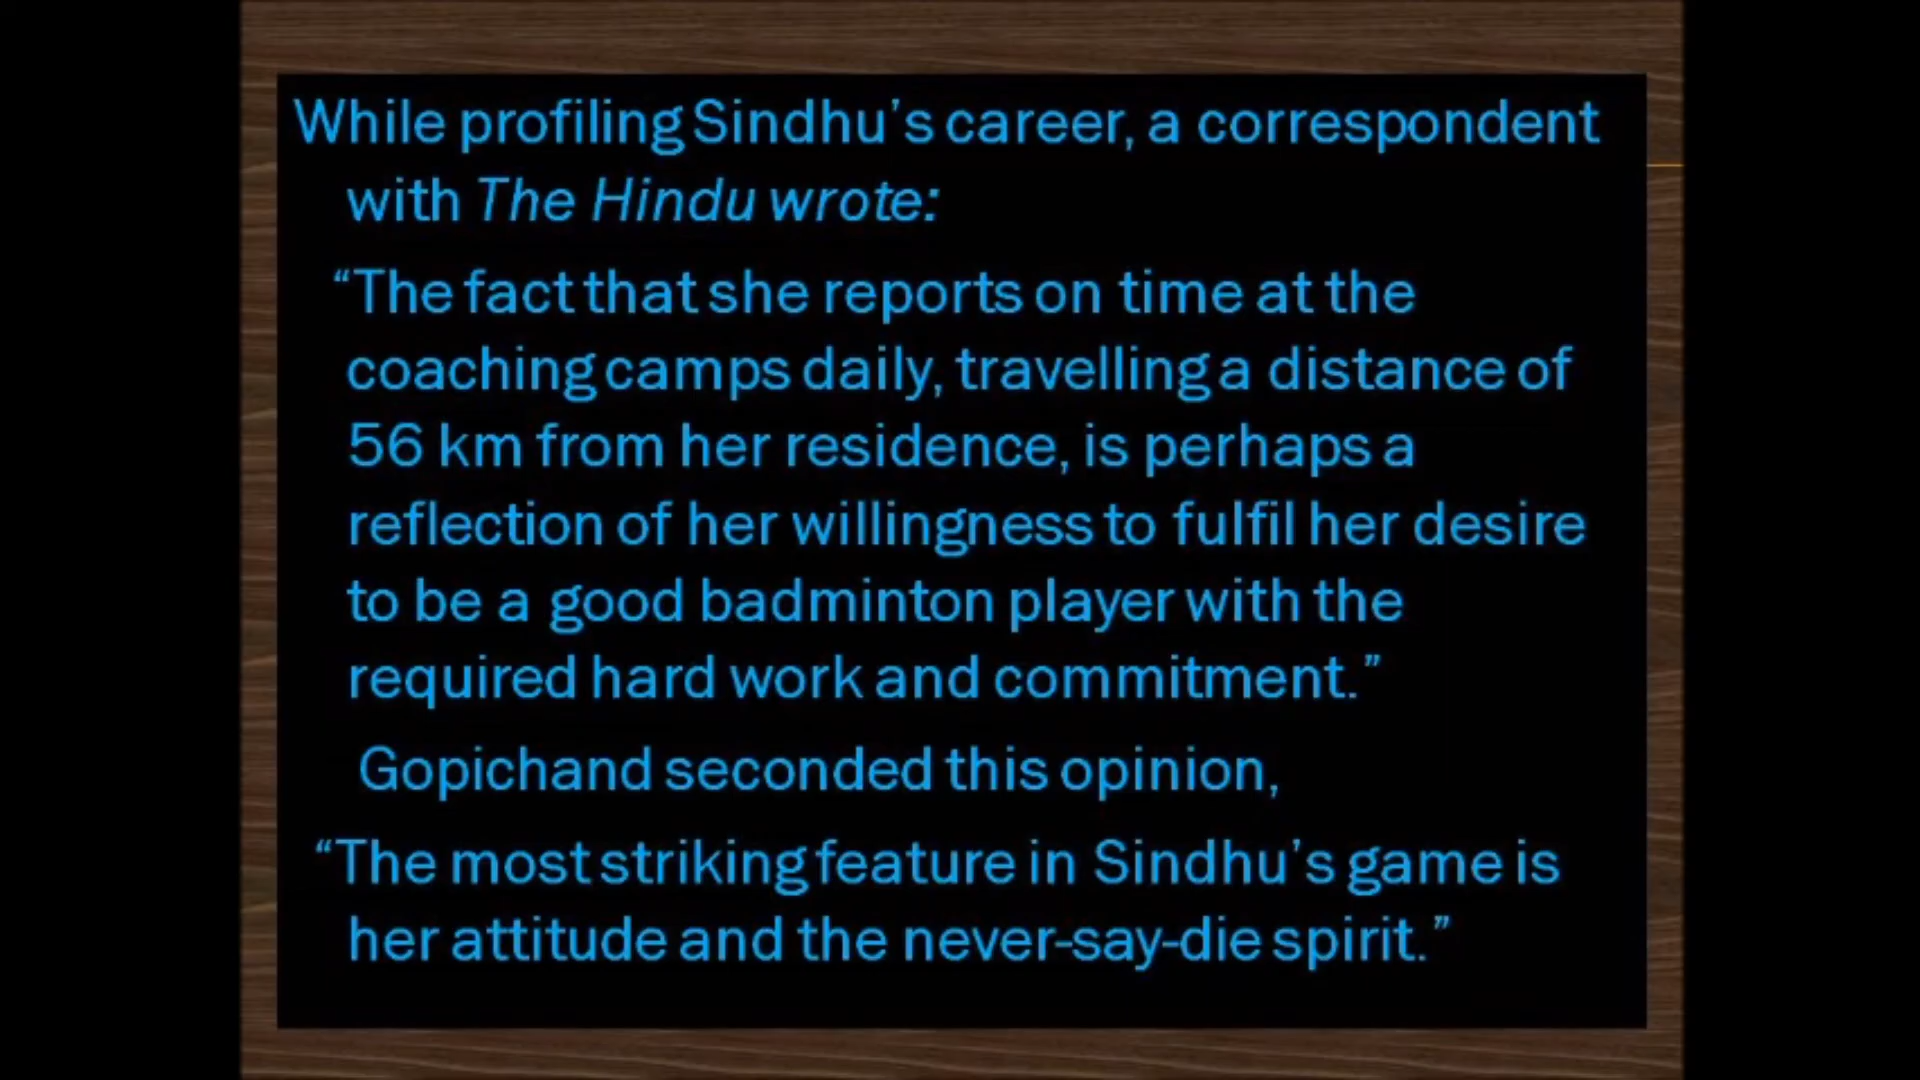 While profiling Sindhu’s career, a correspondent
with The Hindu wrote:
“The fact that she reports on time at the
coaching camps daily, travelling a distance of
56 km from her residence, is perhaps a
reflection of her willingness to fulfil her desire
to be a good badminton player with the
required hard work and commitment.”
Gopichand seconded this opinion,
“The most striking feature in Sindhu’s game is
her attitude and the never-say-die spirit.”